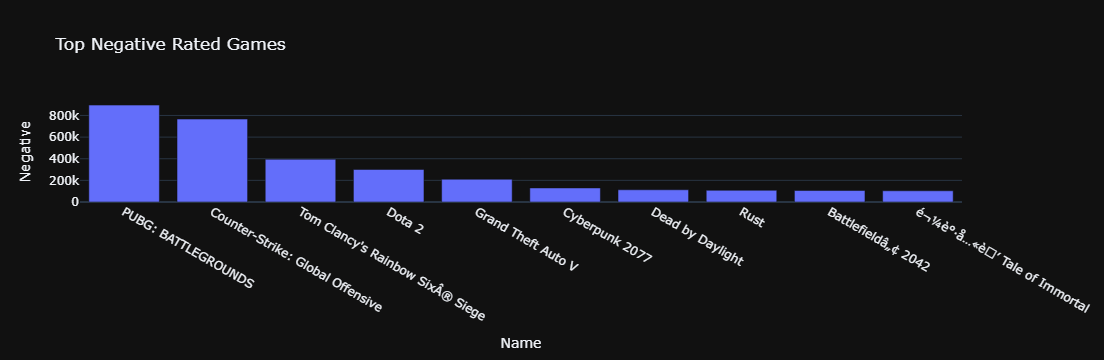 Top Negative Rated Games
Negative
800k
600k
400k
200k
0
PUBG: BATTLEGROUNDS
Counter-Strike: Global Offensive
Tom Clancy's Rainbow SixÂ® Siege
Dota 2
Grand Theft Auto V
Cyberpunk 2077
Dead by Daylight
Rust
Battlefieldâ„¢ 2042
é¬¼è°·å…«è□' Tale of Immortal
Name